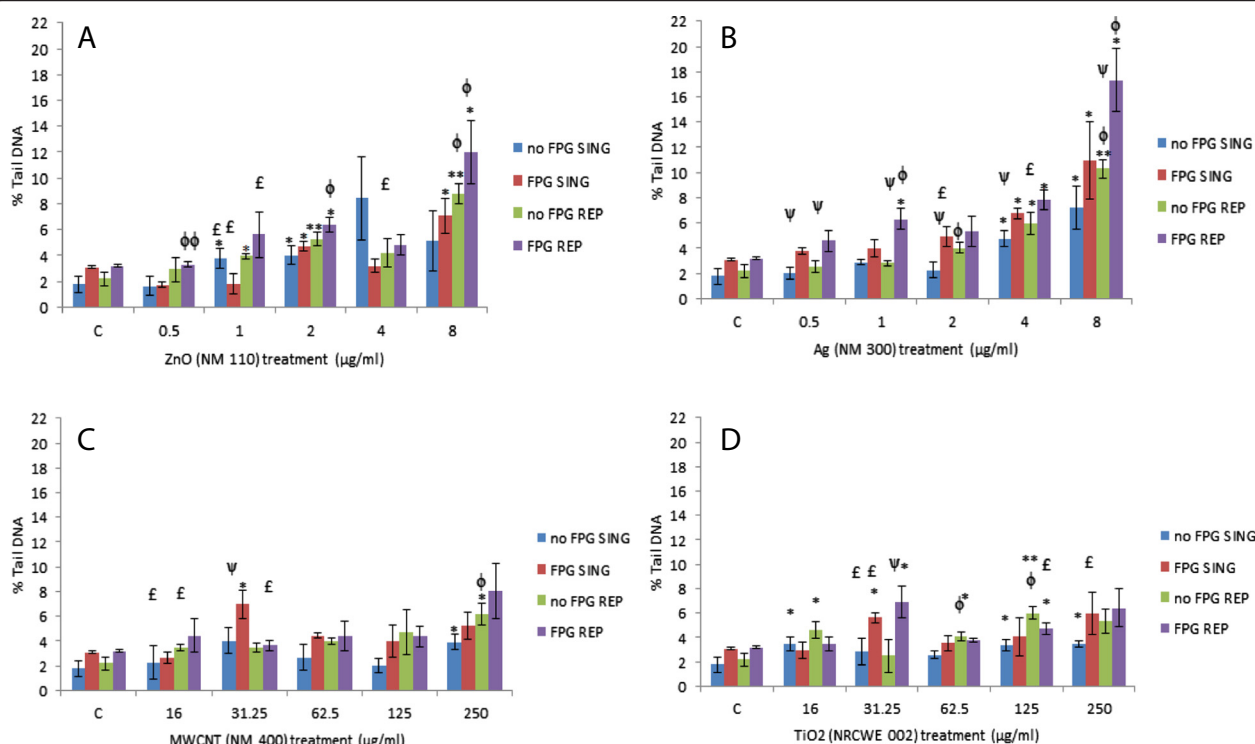 A
% Tail DNA
22
20
18
16
14
12
10
8
6
4
2
0
ϕϕ
£ £
*
*
£
*
*
**
ϕ
*
£
*
ϕ
**
ϕ
*
C 0.5 1 2 4 8
ZnO (NM 110) treatment (µg/ml)
no FPG SING
FPG SING
no FPG REP
FPG REP
B
% Tail DNA
22
20
18
16
14
12
10
8
6
4
2
0
ψ ψ
ψ ϕ
*
£
ψ ϕ
ψ £
* * * *
*
*
ψ
ϕ
**
ϕ
*
C 0.5 1 2 4 8
Ag (NM 300) treatment (µg/ml)
no FPG SING
FPG SING
no FPG REP
FPG REP
C
% Tail DNA
22
20
18
16
14
12
10
8
6
4
2
0
£ £
ψ
*
£
*
ϕ
*
C 16 31.25 62.5 125 250
MWCNT (NM 400) treatment (µg/ml)
no FPG SING
FPG SING
no FPG REP
FPG REP
D
% Tail DNA
22
20
18
16
14
12
10
8
6
4
2
0
* *
£ £ ψ *
*
ϕ *
**
ϕ £
* *
£
*
C 16 31.25 62.5 125 250
TiO2 (NRCWE 002) treatment (µg/ml)
no FPG SING
FPG SING
no FPG REP
FPG REP